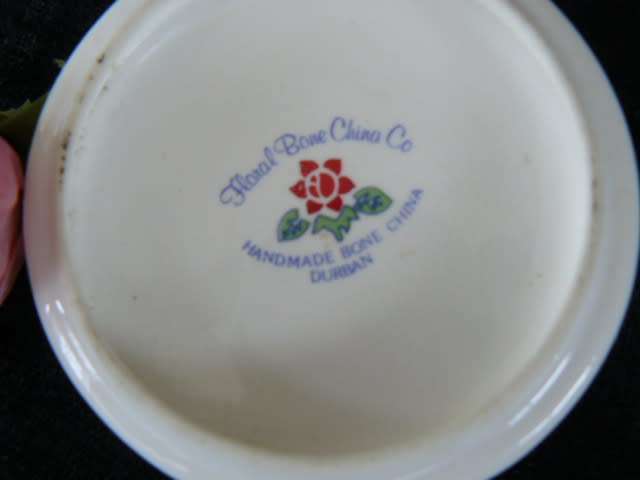 Floral Bone China Co
HANDMADE BONE CHINA
DURBAN